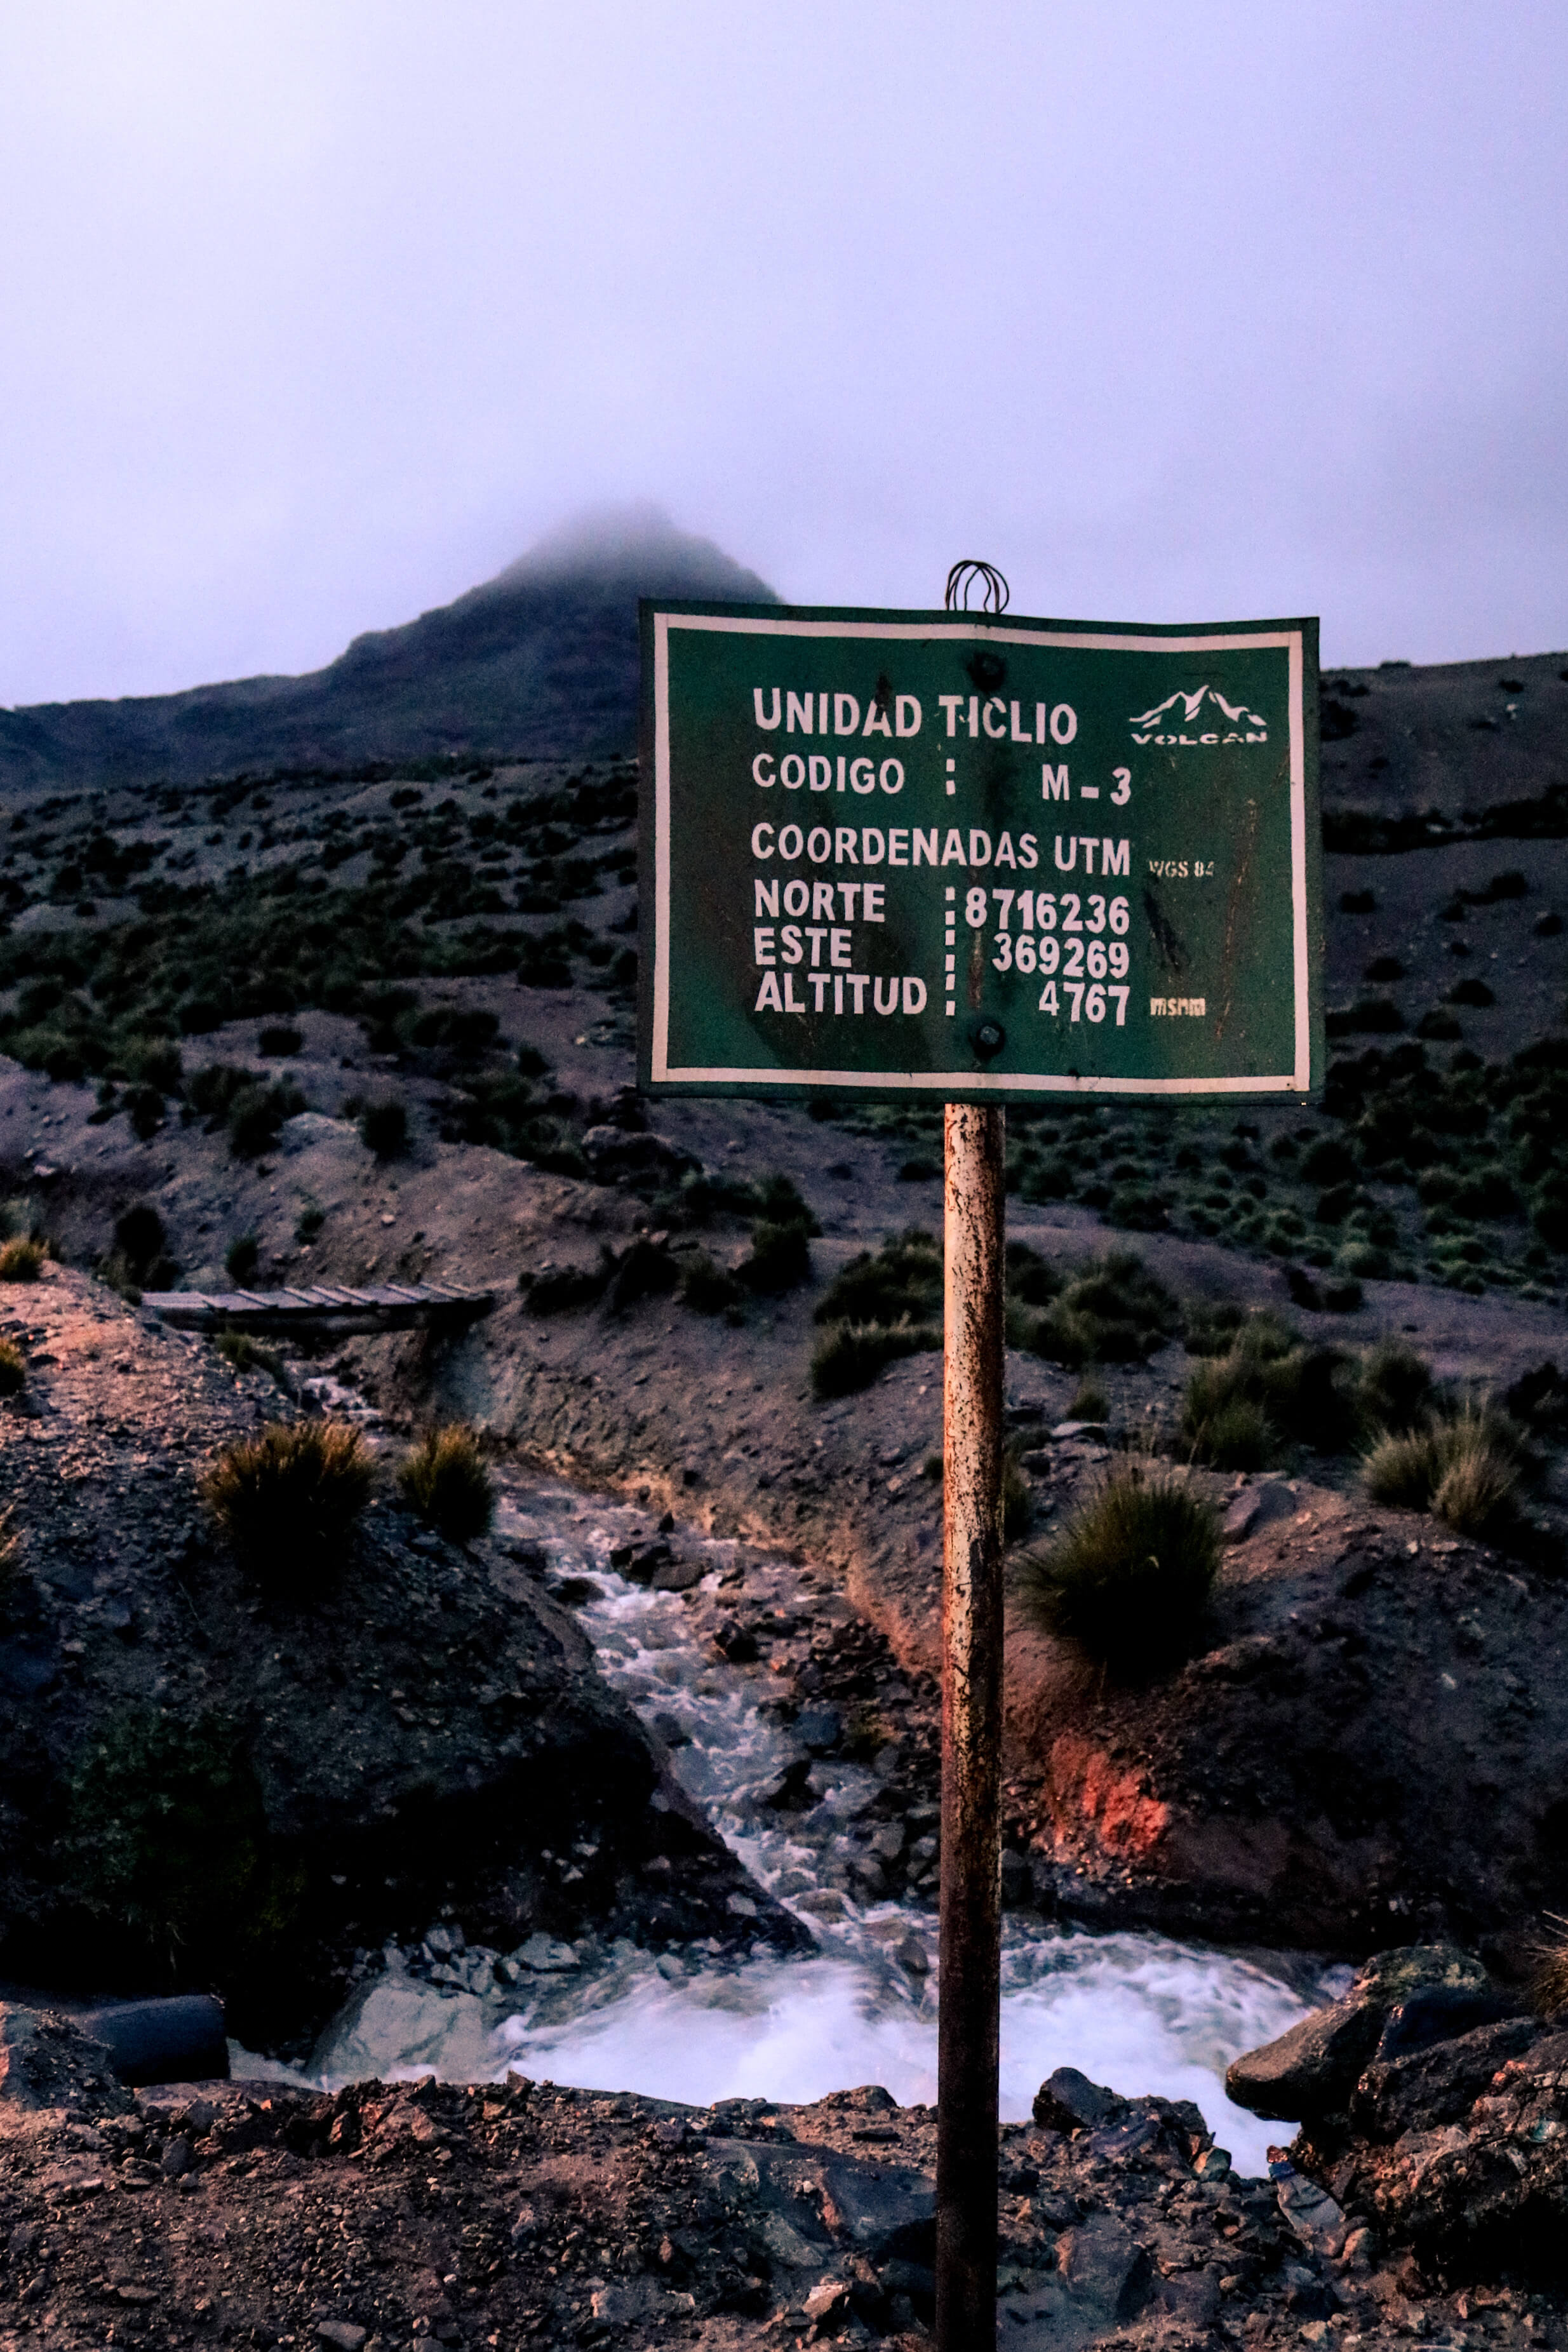 UNIDAD TICLIO
VOLCAN
CODIGO : M - 3
COORDENADAS UTM WGS 84
NORTE : 8716236
ESTE : 369269
ALTITUD : 4767 msnm